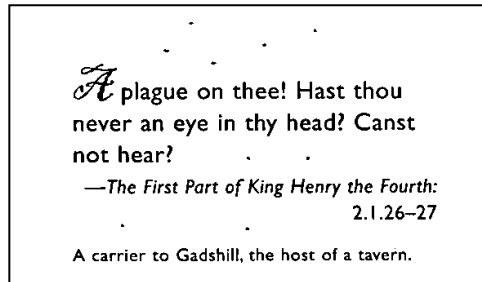 A plague on thee! Hast thou
never an eye in thy head? Canst
not hear?
—The First Part of King Henry the Fourth:
2.1.26–27
A carrier to Gadshill, the host of a tavern.